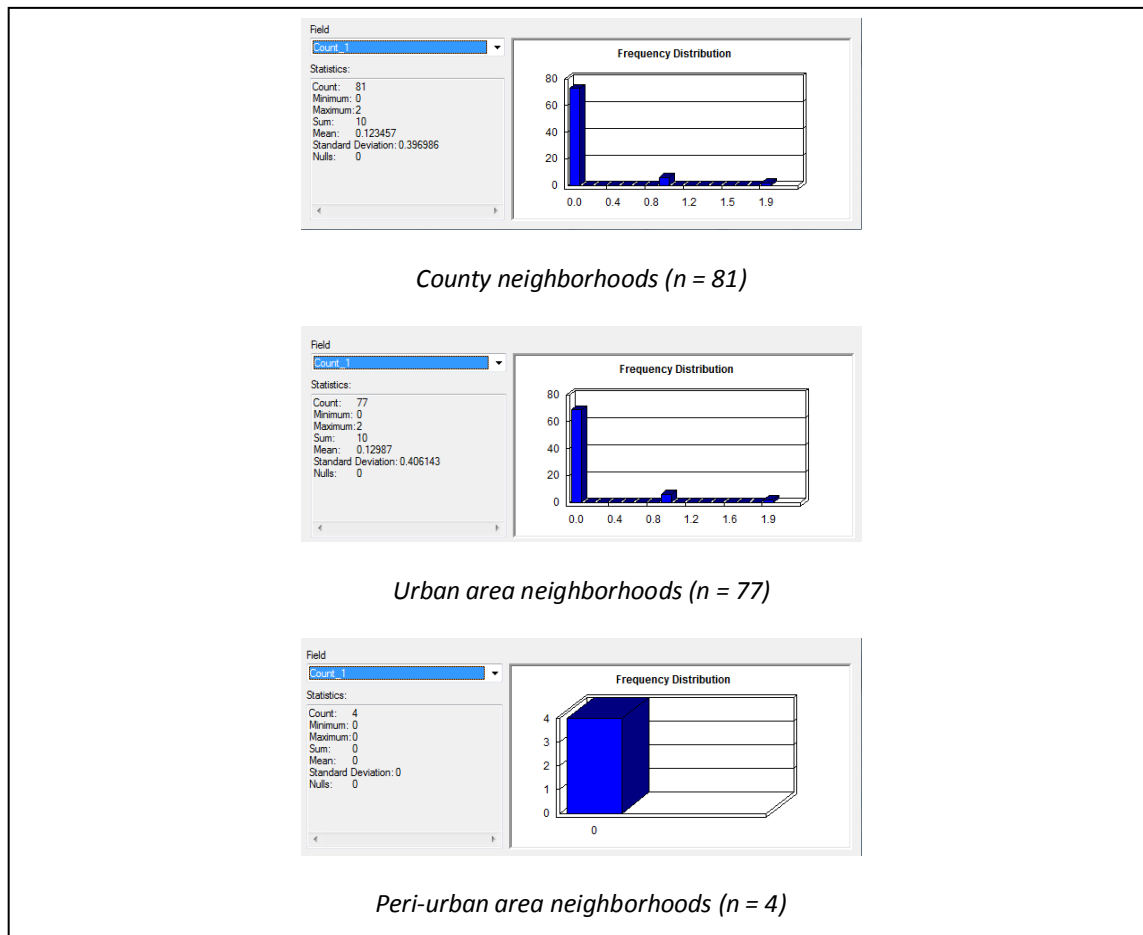 Field
Count_1
Statistics:
Count: 81
Minimum: 0
Maximum: 2
Sum: 10
Mean: 0.123457
Standard Deviation: 0.396986
Nulls: 0
Frequency Distribution
80
60
40
20
0
0.0 0.4 0.8 1.2 1.5 1.9
County neighborhoods (n = 81)
Field
Count_1
Statistics:
Count: 77
Minimum: 0
Maximum: 2
Sum: 10
Mean: 0.12987
Standard Deviation: 0.406143
Nulls: 0
Frequency Distribution
80
60
40
20
0
0.0 0.4 0.8 1.2 1.6 1.9
Urban area neighborhoods (n = 77)
Field
Count_1
Statistics:
Count: 4
Minimum: 0
Maximum: 0
Sum: 0
Mean: 0
Standard Deviation: 0
Nulls: 0
Frequency Distribution
4
3
2
1
0
0
Peri-urban area neighborhoods (n = 4)